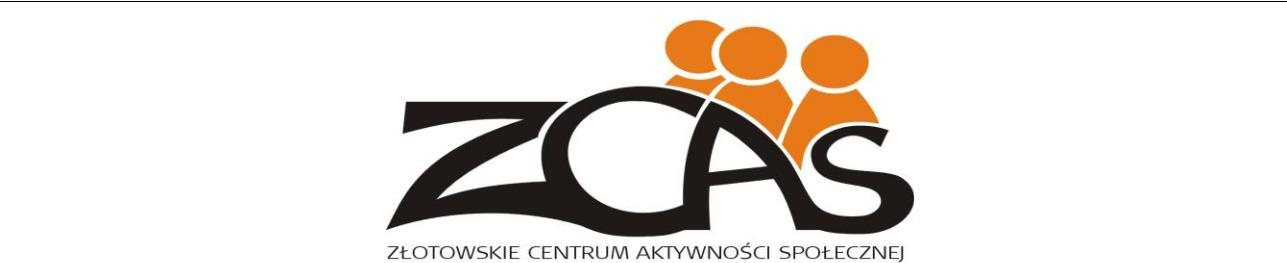 ZCAS
ZŁOTOWSKIE CENTRUM AKTYWNOŚCI SPOŁECZNEJ